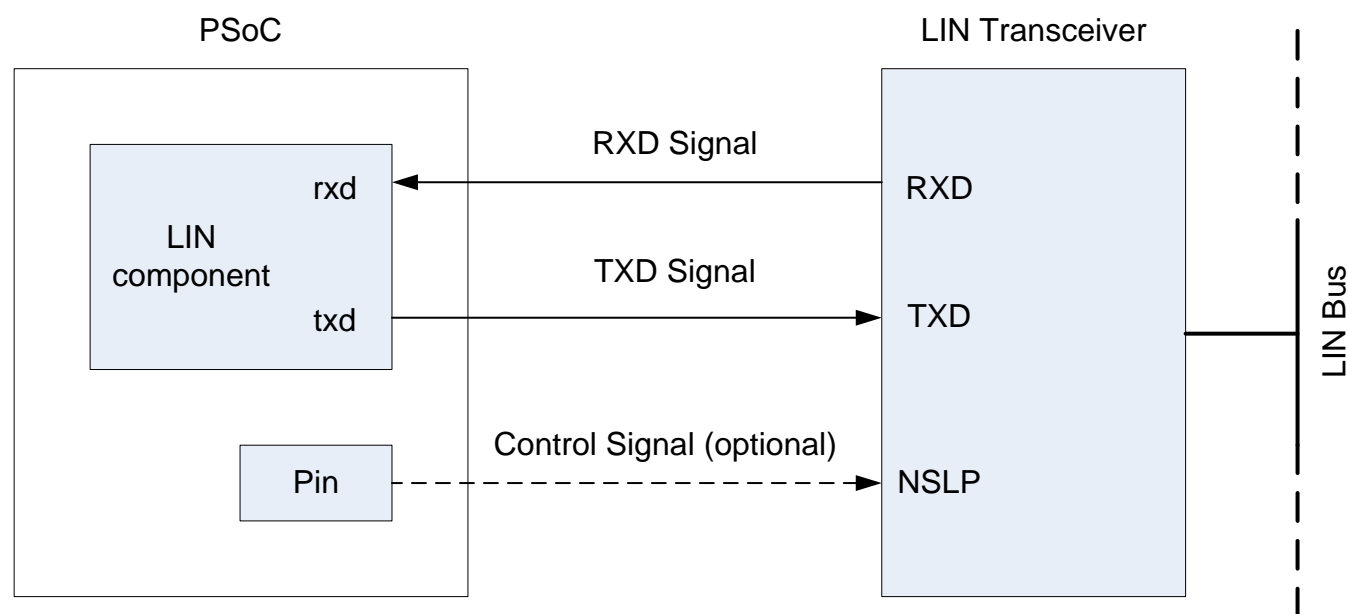 PSoC
LIN Transceiver
RXD Signal
rxd
RXD
LIN
component
TXD Signal
txd
TXD
LIN Bus
Control Signal (optional)
Pin
NSLP